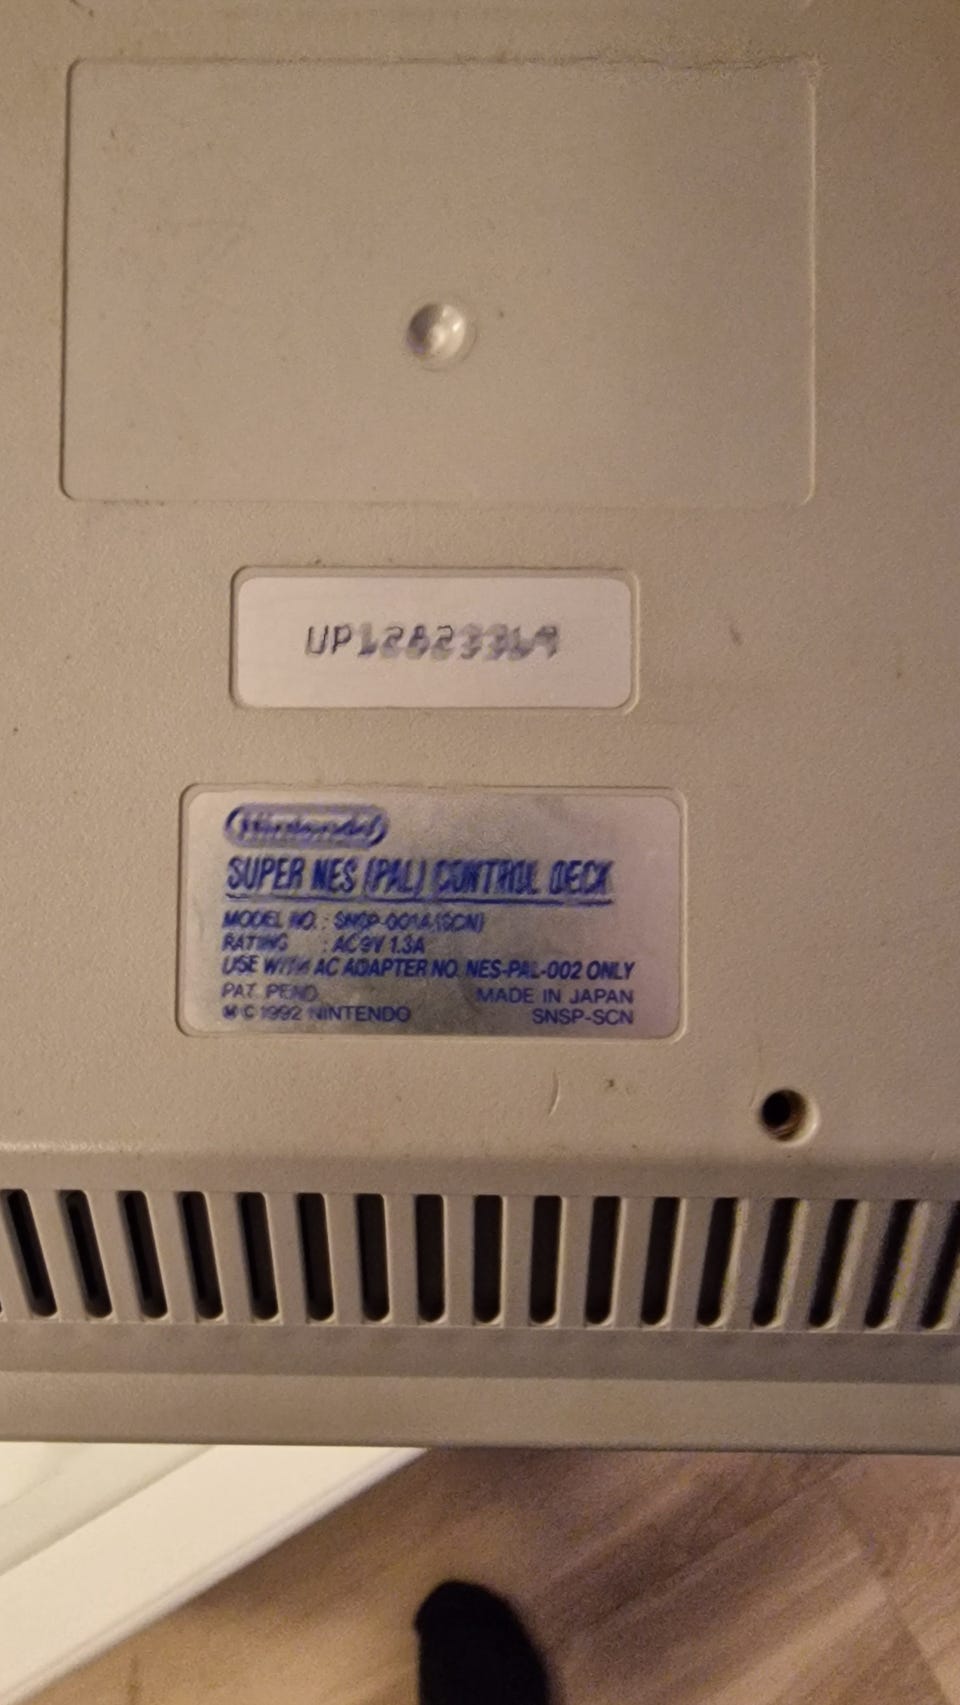 Nintendo
SUPER NES (PAL) CONTROL DECK
MODEL NO. : SNSP-001A(SCN)
RATING : AC 9V 1.3A
USE WITH AC ADAPTER NO. NES-PAL-002 ONLY
PAT. PEND. MADE IN JAPAN
© 1992 NINTENDO SNSP-SCN